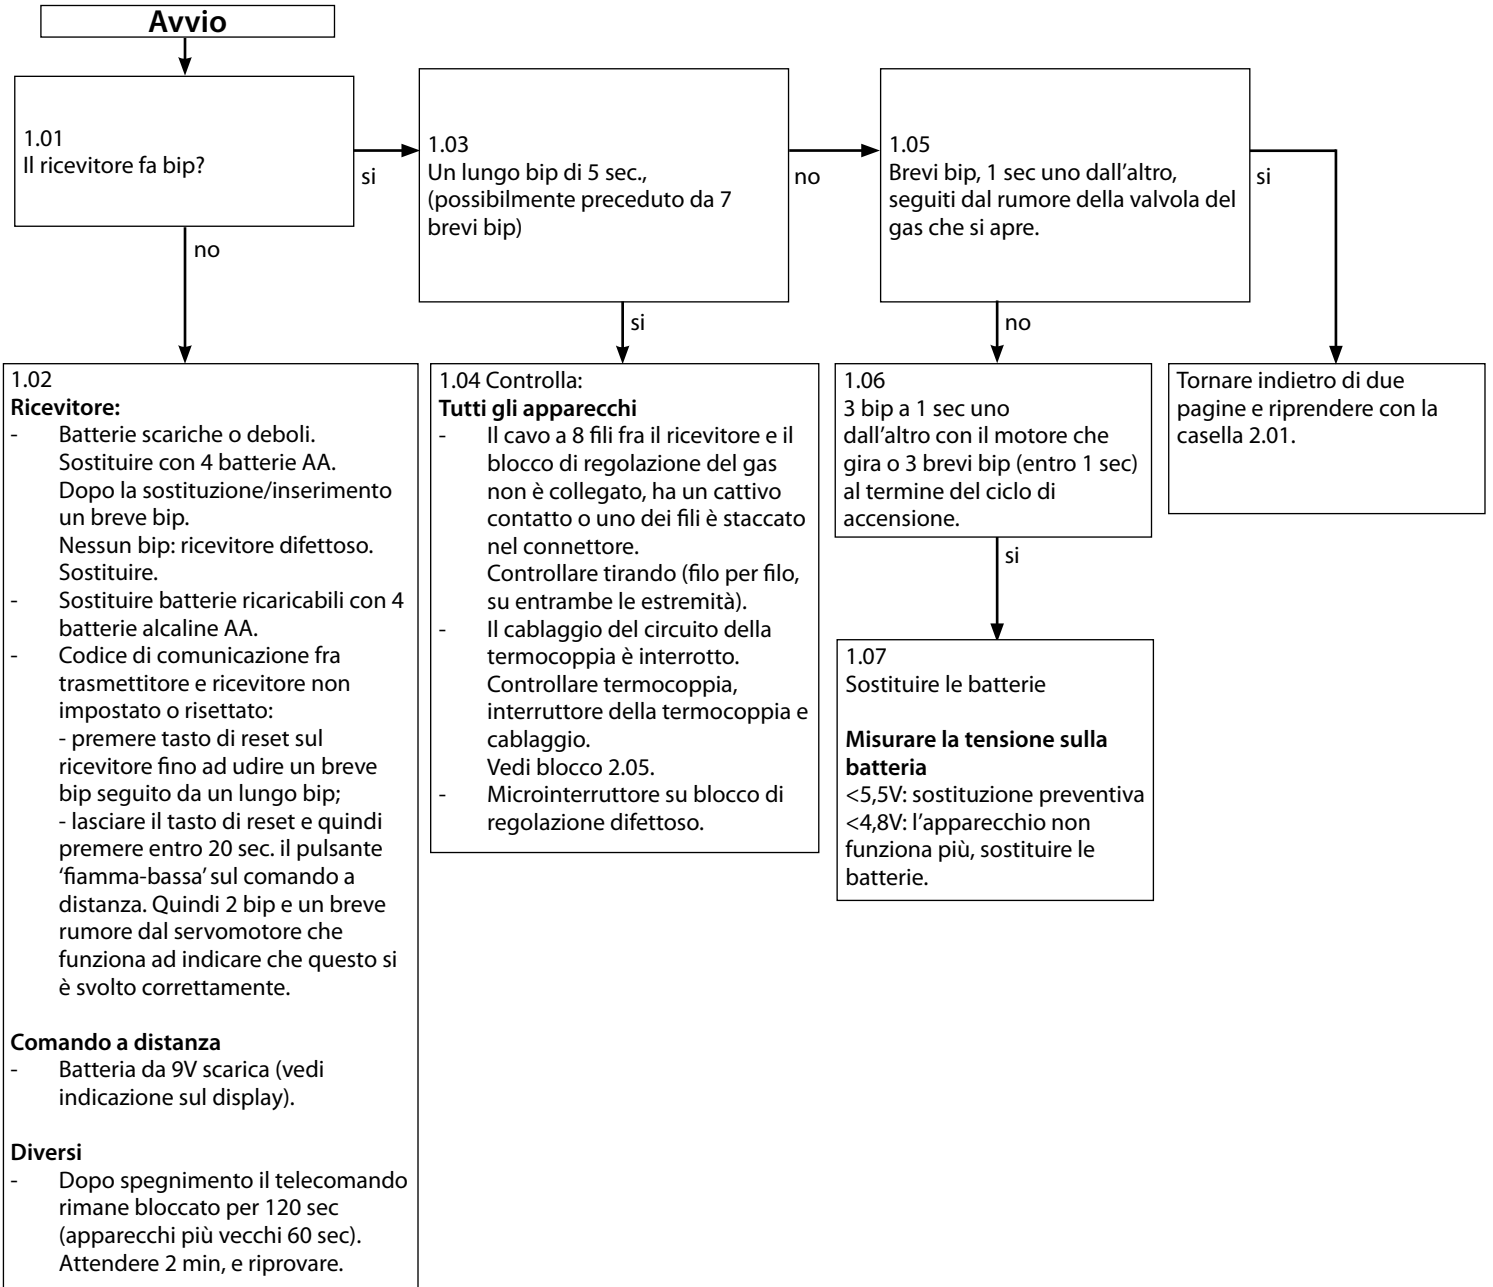 Avvio
1.01
Il ricevitore fa bip?
si
no
1.03
Un lungo bip di 5 sec.,
(possibilmente preceduto da 7
brevi bip)
no
si
1.05
Brevi bip, 1 sec uno dall'altro,
seguiti dal rumore della valvola del
gas che si apre.
si
no
1.02
Ricevitore:
- Batterie scariche o deboli.
Sostituire con 4 batterie AA.
Dopo la sostituzione/inserimento
un breve bip.
Nessun bip: ricevitore difettoso.
Sostituire.
- Sostituire batterie ricaricabili con 4
batterie alcaline AA.
- Codice di comunicazione fra
trasmettitore e ricevitore non
impostato o risettato:
- premere tasto di reset sul
ricevitore fino ad udire un breve
bip seguito da un lungo bip;
- lasciare il tasto di reset e quindi
premere entro 20 sec. il pulsante
‘fiamma-bassa’ sul comando a
distanza. Quindi 2 bip e un breve
rumore dal servomotore che
funziona ad indicare che questo si
è svolto correttamente.
Comando a distanza
- Batteria da 9V scarica (vedi
indicazione sul display).
Diversi
- Dopo spegnimento il telecomando
rimane bloccato per 120 sec
(apparecchi più vecchi 60 sec).
Attendere 2 min, e riprovare.
1.04 Controlla:
Tutti gli apparecchi
- Il cavo a 8 fili fra il ricevitore e il
blocco di regolazione del gas
non è collegato, ha un cattivo
contatto o uno dei fili è staccato
nel connettore.
Controllare tirando (filo per filo,
su entrambe le estremità).
- Il cablaggio del circuito della
termocoppia è interrotto.
Controllare termocoppia,
interruttore della termocoppia e
cablaggio.
Vedi blocco 2.05.
- Microinterruttore su blocco di
regolazione difettoso.
1.06
3 bip a 1 sec uno
dall'altro con il motore che
gira o 3 brevi bip (entro 1 sec)
al termine del ciclo di
accensione.
si
1.07
Sostituire le batterie
Misurare la tensione sulla
batteria
<5,5V: sostituzione preventiva
<4,8V: l'apparecchio non
funziona più, sostituire le
batterie.
Tornare indietro di due
pagine e riprendere con la
casella 2.01.